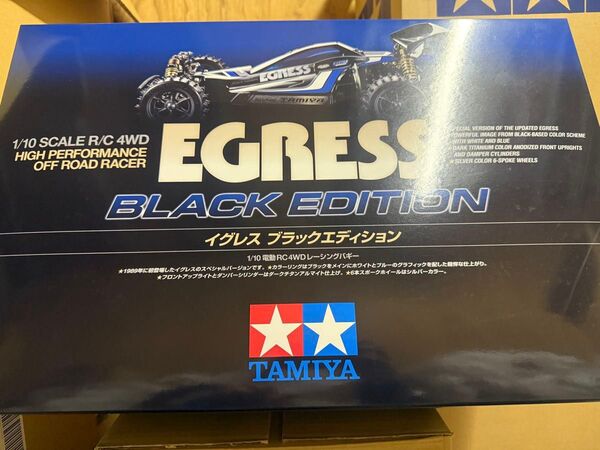 EGRESS
TAMIYA
1/10 SCALE R/C 4WD
HIGH PERFORMANCE
OFF ROAD RACER
EGRESS
SPECIAL VERSION OF THE UPDATED EGRESS
POWERFUL IMAGE FROM BLACK-BASED COLOR SCHEME
WITH WHITE AND BLUE
★DARK TITANIUM COLOR ANODIZED FRONT UPRIGHTS
AND DAMPER CYLINDERS
★SILVER COLOR 6-SPOKE WHEELS
BLACK EDITION
イグレス ブラックエディション
1/10 電動RC 4WDレーシングバギー
★1989年に初登場したイグレスのスペシャルバージョンです。★カラーリングはブラックをメインにホワイトとブルーのグラフィックを配した精悍な仕上がり。
★フロントアップライトとダンパーシリンダーはダークチタンアルマイト仕上げ。★6本スポークホイールはシルバーカラー。
TAMIYA